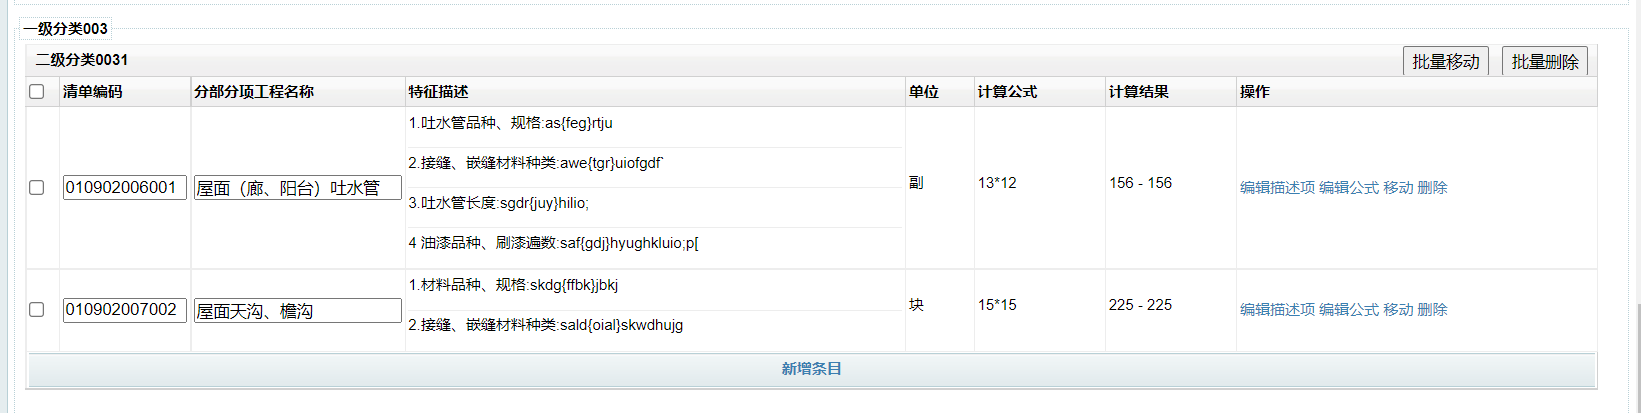 一级分类003
二级分类0031 批量移动 批量删除
清单编码 分部分项工程名称 特征描述 单位 计算公式 计算结果 操作
1.吐水管品种、规格:as{feg}rtju
2.接缝、嵌缝材料种类:awe{tgr}uiofgdf`
010902006001 屋面（廊、阳台）吐水管 副 13*12 156 - 156 编辑描述项 编辑公式 移动 删除
3.吐水管长度:sgdr{juy}hilio;
4 油漆品种、刷漆遍数:saf{gdj}hyughkluio;p[
1.材料品种、规格:skdg{ffbk}jbkj
010902007002 屋面天沟、檐沟 块 15*15 225 - 225 编辑描述项 编辑公式 移动 删除
2.接缝、嵌缝材料种类:sald{oial}skwdhujg
新增条目